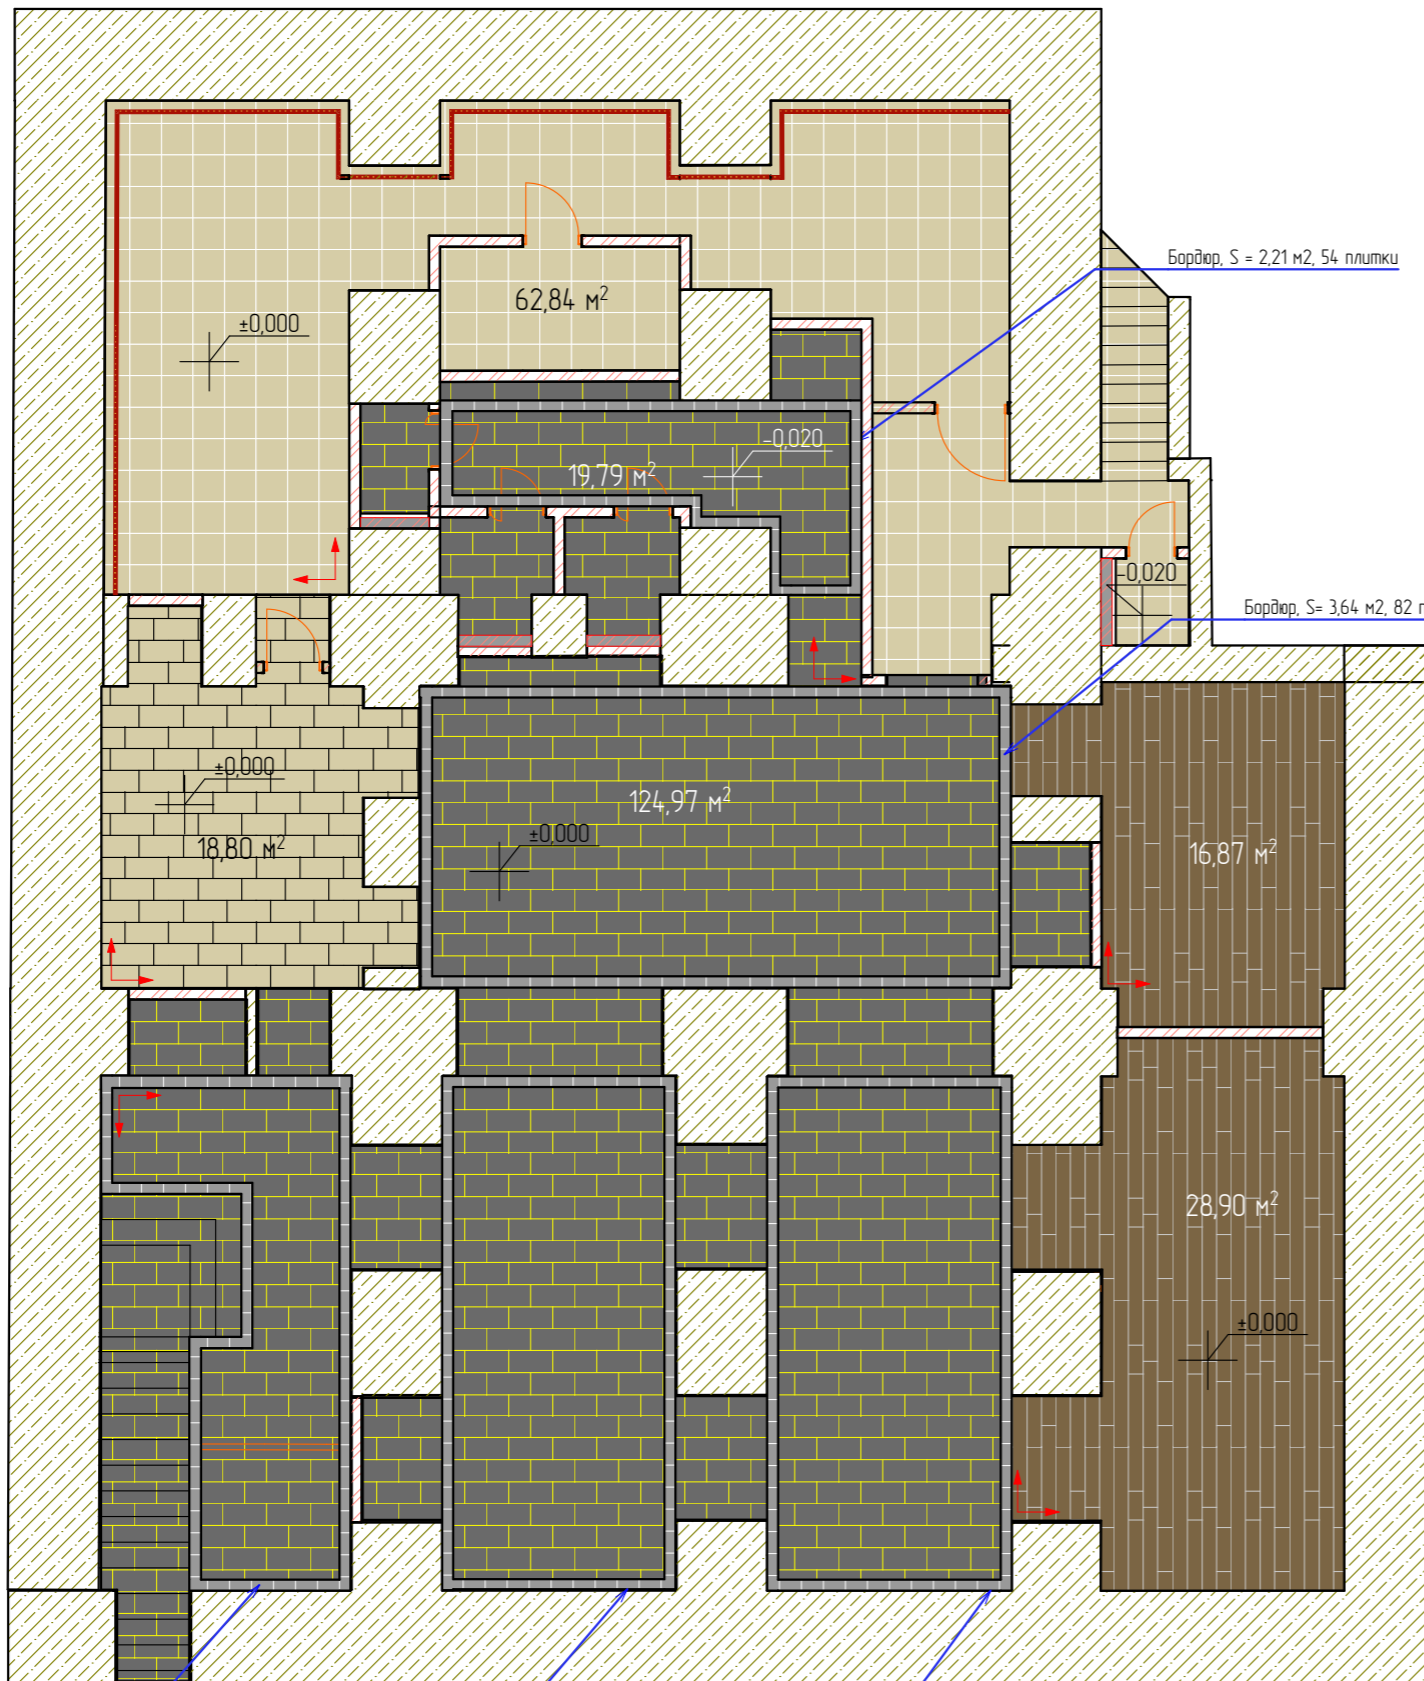 Бордюр, S = 2,21 м2, 54 плитки
62,84 м²
±0,000
-0,020
19,79 м²
-0,020
Бордюр, S= 3,64 м2, 82 п
±0,000
124,97 м²
±0,000
18,80 м²
16,87 м²
28,90 м²
±0,000